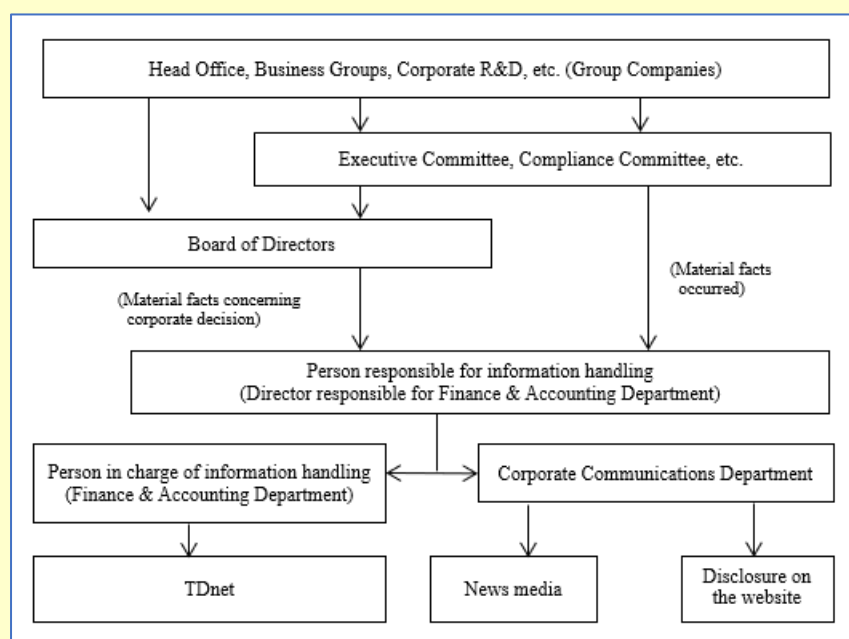 Head Office, Business Groups, Corporate R&D, etc. (Group Companies)
Executive Committee, Compliance Committee, etc.
Board of Directors
(Material facts
occurred)
(Material facts concerning
corporate decision)
Person responsible for information handling
(Director responsible for Finance & Accounting Department)
Person in charge of information handling
(Finance & Accounting Department)
Corporate Communications Department
TDnet
News media
Disclosure on
the website